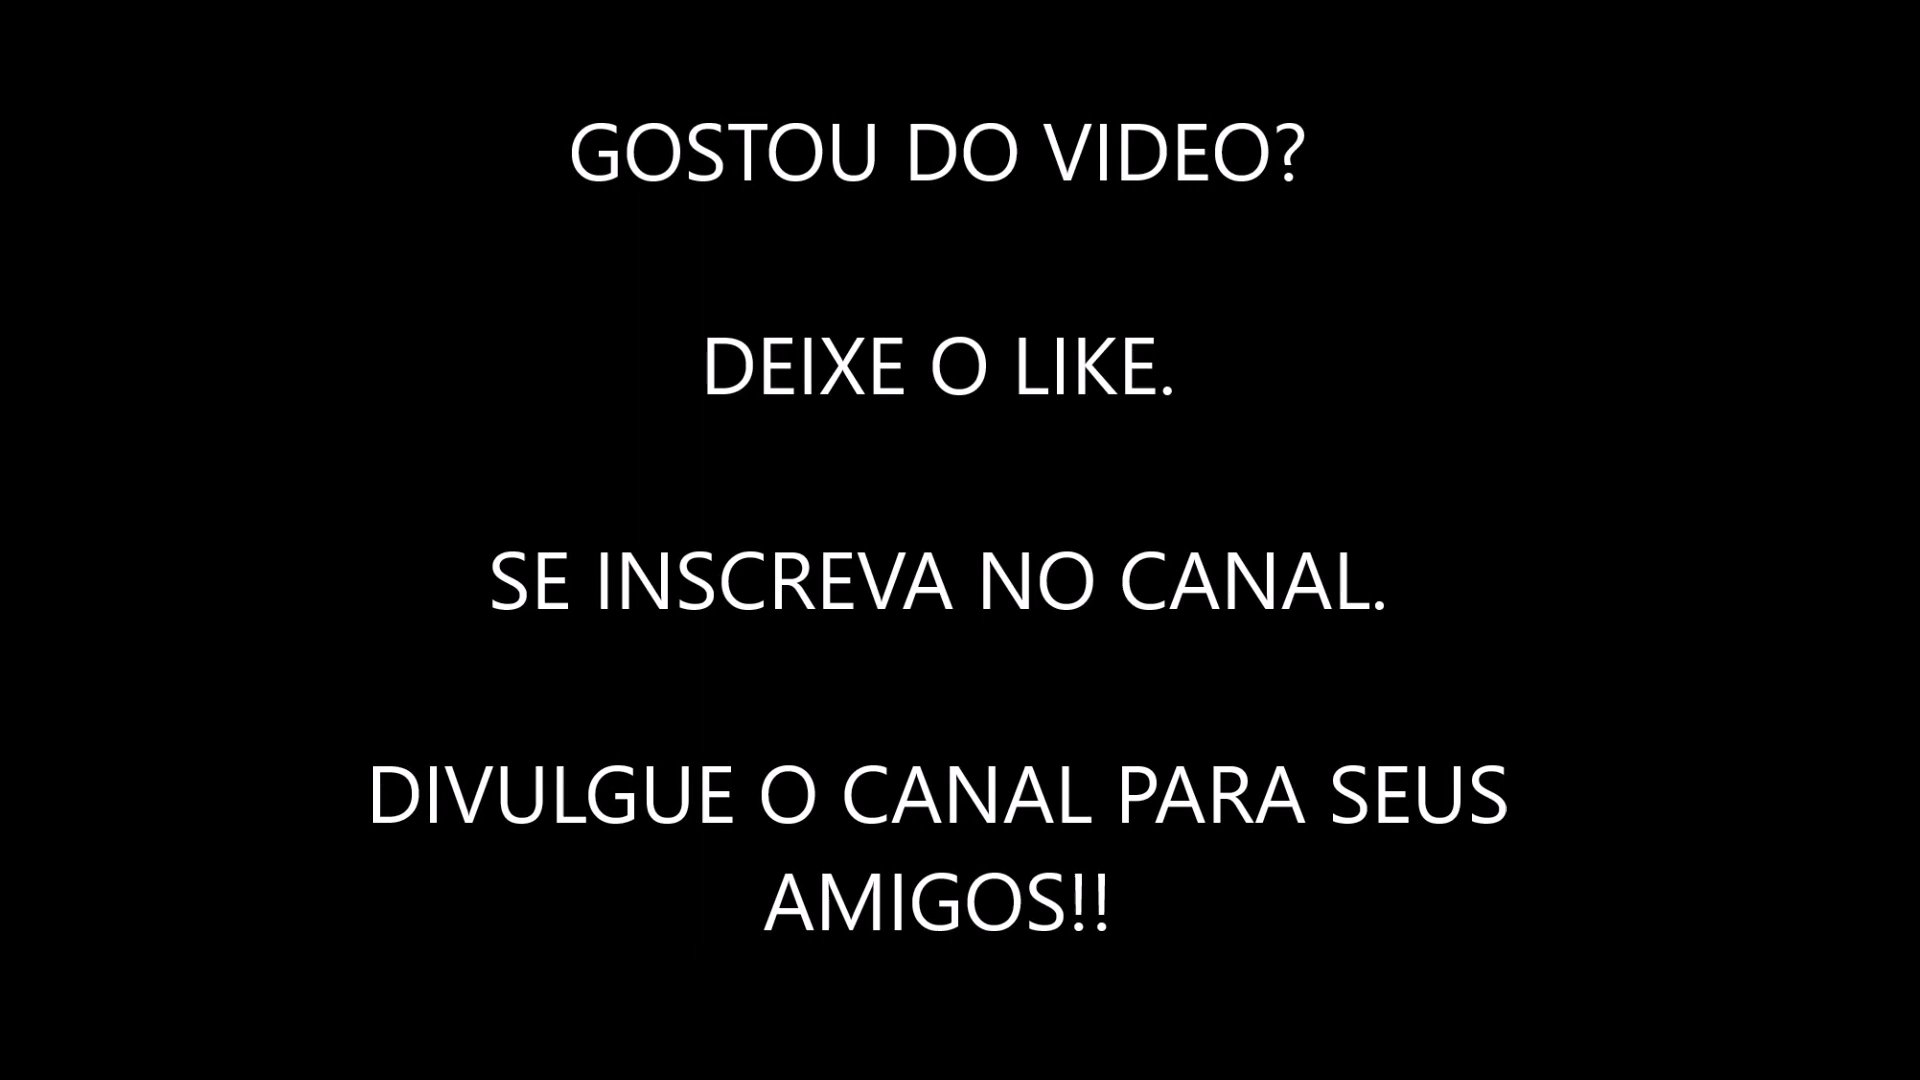 GOSTOU DO VIDEO?
DEIXE O LIKE.
SE INSCREVA NO CANAL.
DIVULGUE O CANAL PARA SEUS
AMIGOS!!